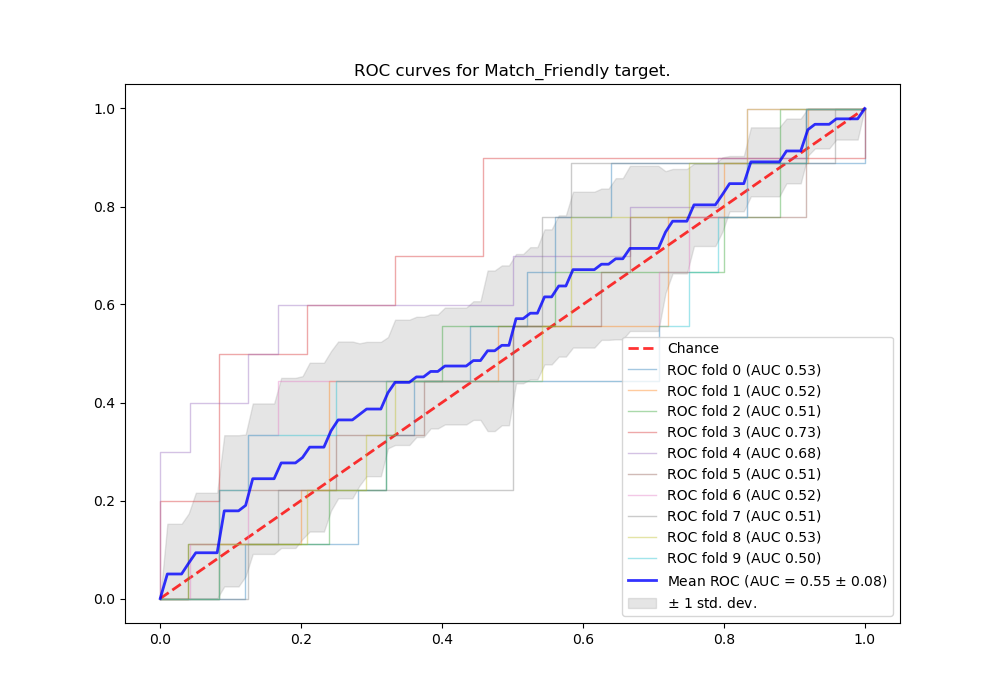 ROC curves for Match_Friendly target.
1.0
0.8
0.6
0.4
0.2
0.0
0.0 0.2 0.4 0.6 0.8 1.0
Chance
ROC fold 0 (AUC 0.53)
ROC fold 1 (AUC 0.52)
ROC fold 2 (AUC 0.51)
ROC fold 3 (AUC 0.73)
ROC fold 4 (AUC 0.68)
ROC fold 5 (AUC 0.51)
ROC fold 6 (AUC 0.52)
ROC fold 7 (AUC 0.51)
ROC fold 8 (AUC 0.53)
ROC fold 9 (AUC 0.50)
Mean ROC (AUC = 0.55 ± 0.08)
± 1 std. dev.